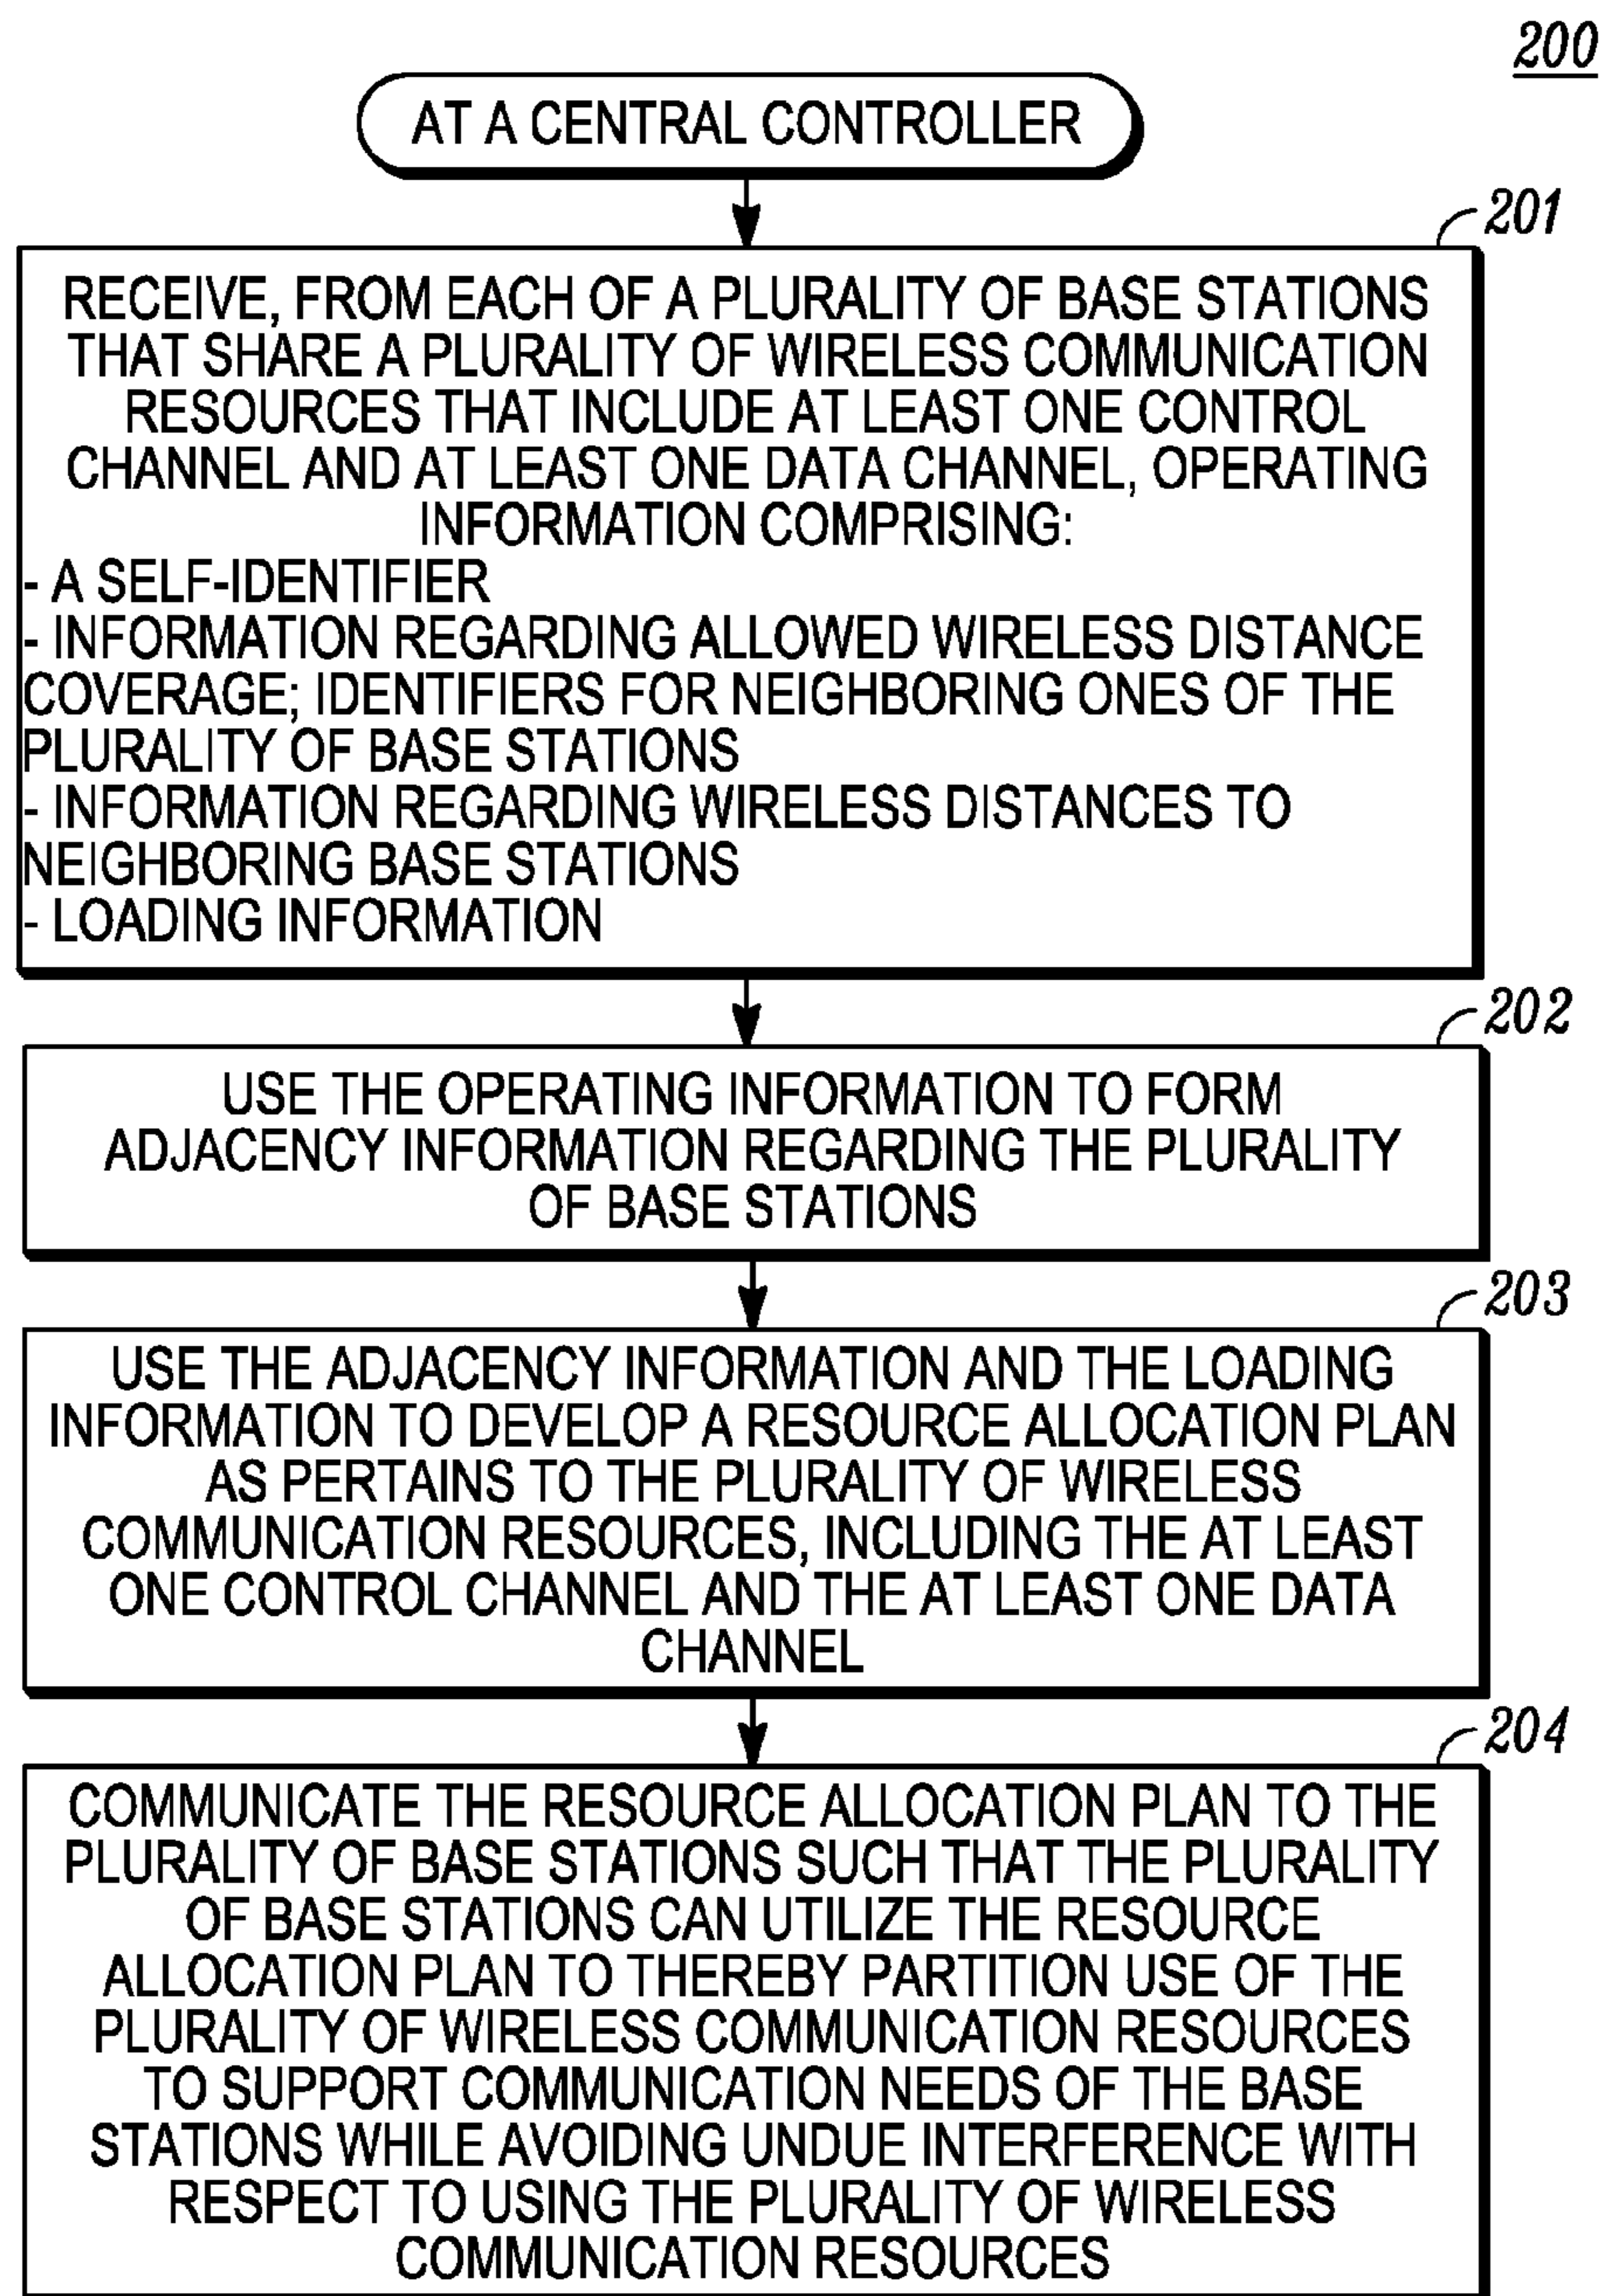 200
AT A CENTRAL CONTROLLER
201
RECEIVE, FROM EACH OF A PLURALITY OF BASE STATIONS
THAT SHARE A PLURALITY OF WIRELESS COMMUNICATION
RESOURCES THAT INCLUDE AT LEAST ONE CONTROL
CHANNEL AND AT LEAST ONE DATA CHANNEL, OPERATING
INFORMATION COMPRISING:
- A SELF-IDENTIFIER
- INFORMATION REGARDING ALLOWED WIRELESS DISTANCE
COVERAGE; IDENTIFIERS FOR NEIGHBORING ONES OF THE
PLURALITY OF BASE STATIONS
- INFORMATION REGARDING WIRELESS DISTANCES TO
NEIGHBORING BASE STATIONS
- LOADING INFORMATION
202
USE THE OPERATING INFORMATION TO FORM
ADJACENCY INFORMATION REGARDING THE PLURALITY
OF BASE STATIONS
203
USE THE ADJACENCY INFORMATION AND THE LOADING
INFORMATION TO DEVELOP A RESOURCE ALLOCATION PLAN
AS PERTAINS TO THE PLURALITY OF WIRELESS
COMMUNICATION RESOURCES, INCLUDING THE AT LEAST
ONE CONTROL CHANNEL AND THE AT LEAST ONE DATA
CHANNEL
204
COMMUNICATE THE RESOURCE ALLOCATION PLAN TO THE
PLURALITY OF BASE STATIONS SUCH THAT THE PLURALITY
OF BASE STATIONS CAN UTILIZE THE RESOURCE
ALLOCATION PLAN TO THEREBY PARTITION USE OF THE
PLURALITY OF WIRELESS COMMUNICATION RESOURCES
TO SUPPORT COMMUNICATION NEEDS OF THE BASE
STATIONS WHILE AVOIDING UNDUE INTERFERENCE WITH
RESPECT TO USING THE PLURALITY OF WIRELESS
COMMUNICATION RESOURCES